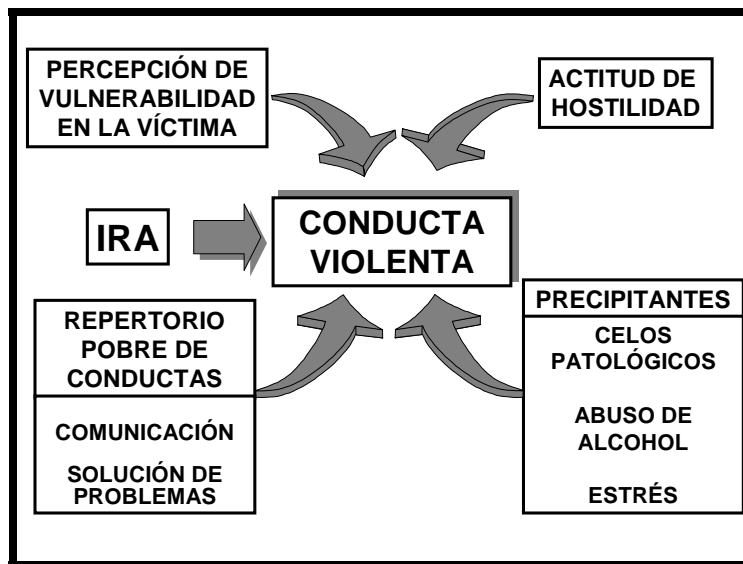 PERCEPCIÓN DE
VULNERABILIDAD
EN LA VÍCTIMA
ACTITUD DE
HOSTILIDAD
IRA
CONDUCTA
VIOLENTA
REPERTORIO
POBRE DE
CONDUCTAS
COMUNICACIÓN
SOLUCIÓN DE
PROBLEMAS
PRECIPITANTES
CELOS
PATOLÓGICOS
ABUSO DE
ALCOHOL
ESTRÉS